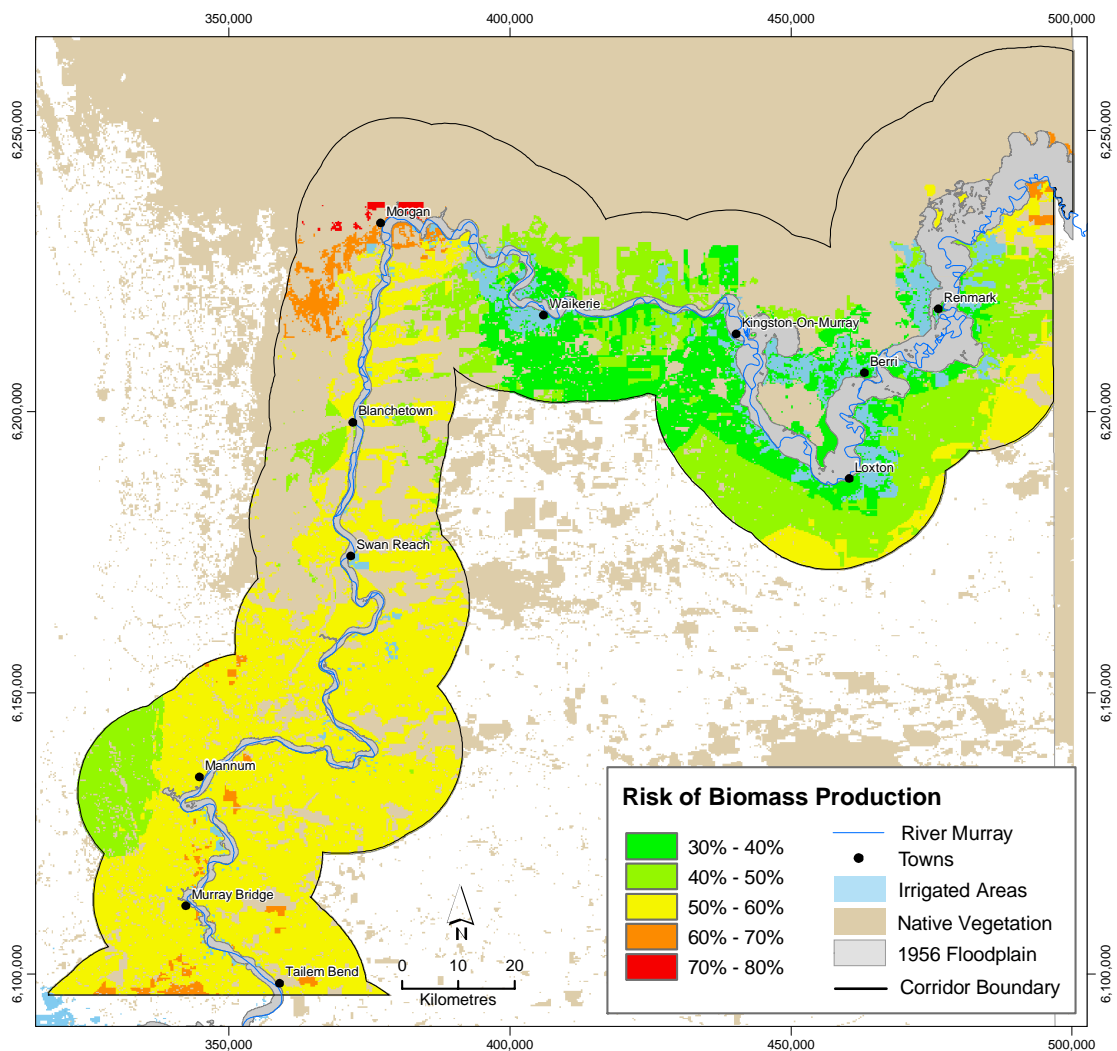 350,000
400,000
450,000
500,000
6,250,000
6,250,000
Morgan
Renmark
Waikerie
Kingston-On-Murray
Berri
6,200,000
6,200,000
Blanchetown
Loxton
Swan Reach
6,150,000
6,150,000
Mannum
Murray Bridge
Tailem Bend
6,100,000
6,100,000
N
0 10 20
Kilometres
Risk of Biomass Production
30% - 40%
40% - 50%
50% - 60%
60% - 70%
70% - 80%
River Murray
Towns
Irrigated Areas
Native Vegetation
1956 Floodplain
Corridor Boundary
350,000
400,000
450,000
500,000